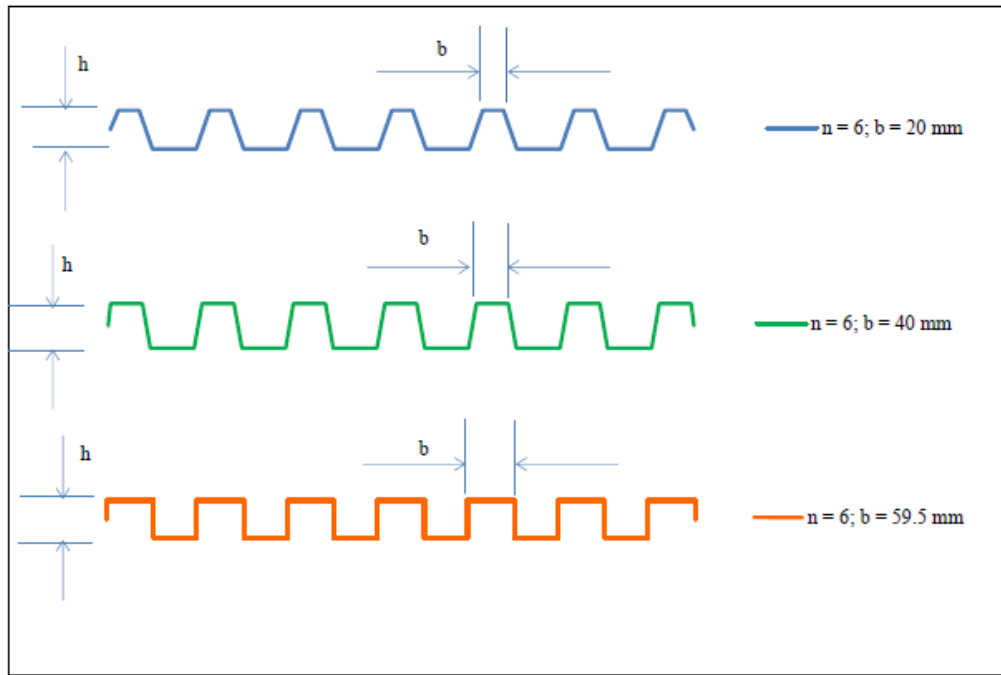 b
h
n = 6; b = 20 mm
b
h
n = 6; b = 40 mm
b
h
n = 6; b = 59.5 mm